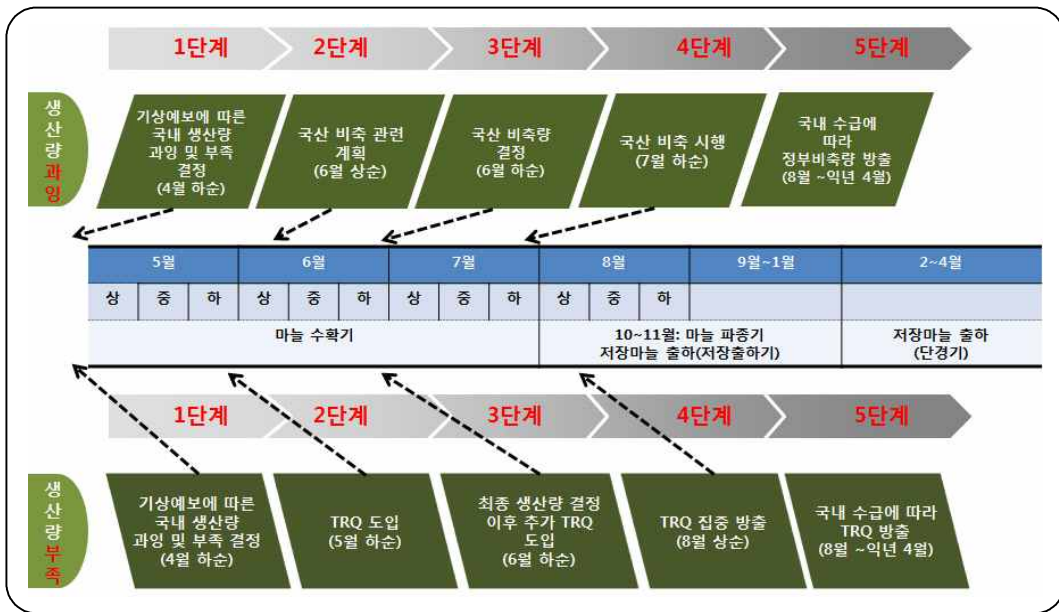 1단계 2단계 3단계 4단계 5단계
생
산
량
과
잉
기상예보에 따른
국내 생산량
과잉 및 부족
결정
(4월 하순)
국산 비축 관련
계획
(6월 상순)
국산 비축량
결정
(6월 하순)
국산 비축 시행
(7월 하순)
국내 수급에
따라
정부비축량 방출
(8월 ~익년 4월)
5월 6월 7월 8월 9월~1월 2~4월
상 중 하 상 중 하 상 중 하 상 중 하
마늘 수확기
10~11월: 마늘 파종기
저장마늘 출하(저장출하기)
저장마늘 출하
(단경기)
1단계 2단계 3단계 4단계 5단계
생
산
량
부
족
기상예보에 따른
국내 생산량
과잉 및 부족 결정
(4월 하순)
TRQ 도입
(5월 하순)
최종 생산량 결정
이후 추가 TRQ
도입
(6월 하순)
TRQ 집중 방출
(8월 상순)
국내 수급에 따라
TRQ 방출
(8월 ~익년 4월)